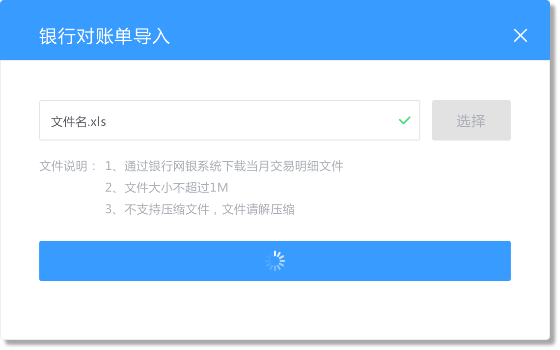 银行对账单导入
文件名.xls
选择
文件说明： 1、通过银行网银系统下载当月交易明细文件
2、文件大小不超过1M
3、不支持压缩文件，文件请解压缩